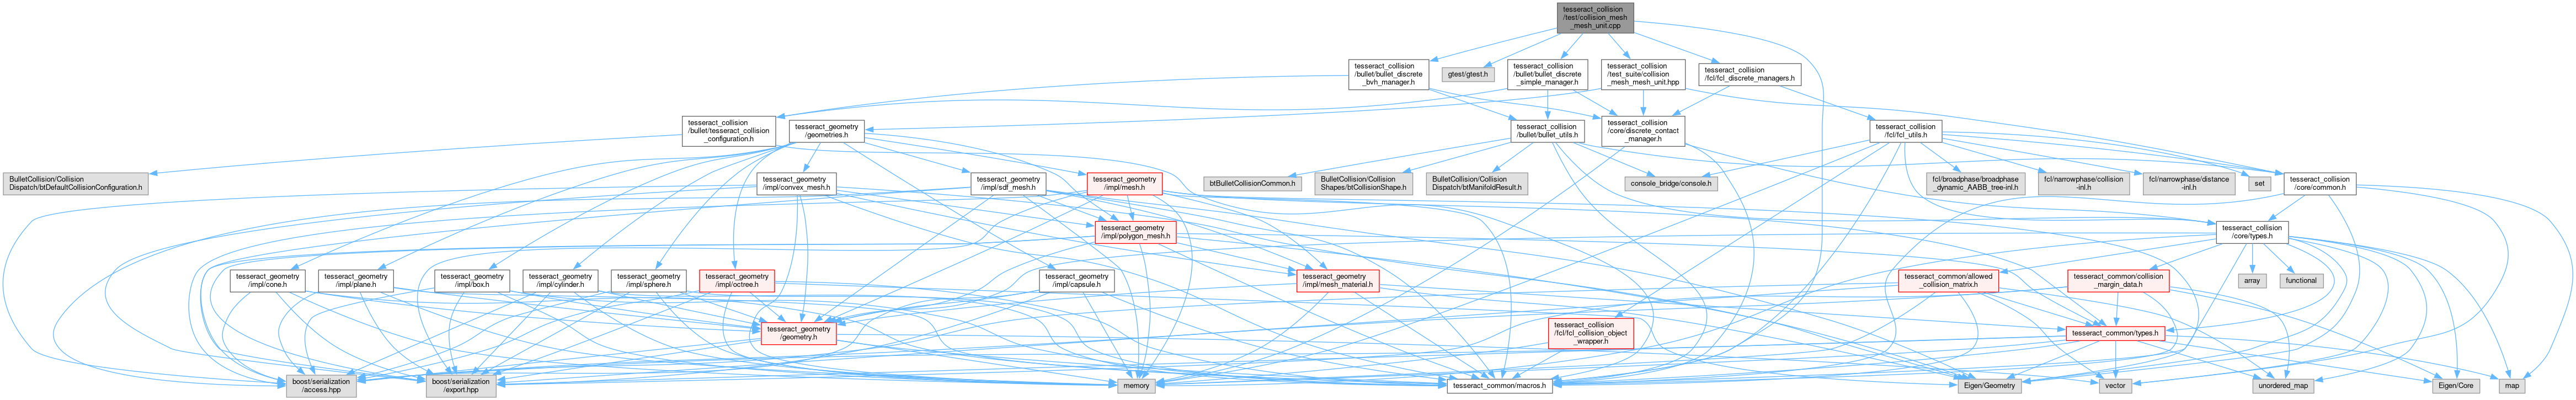 tesseract_collision
/test/collision_mesh
_mesh_unit.cpp
tesseract_collision
/bullet/bullet_discrete
_bvh_manager.h
gtest/gtest.h
tesseract_collision
/bullet/bullet_discrete
_simple_manager.h
tesseract_collision
/test_suite/collision
_mesh_mesh_unit.hpp
tesseract_collision
/fcl/fcl_discrete_managers.h
tesseract_collision
/bullet/tesseract_collision
_configuration.h
tesseract_geometry
/geometries.h
tesseract_collision
/bullet/bullet_utils.h
tesseract_collision
/core/discrete_contact
_manager.h
tesseract_collision
/fcl/fcl_utils.h
BulletCollision/Collision
Dispatch/btDefaultCollisionConfiguration.h
tesseract_geometry
/impl/convex_mesh.h
tesseract_geometry
/impl/sdf_mesh.h
tesseract_geometry
/impl/mesh.h
btBulletCollisionCommon.h
BulletCollision/Collision
Shapes/btCollisionShape.h
BulletCollision/Collision
Dispatch/btManifoldResult.h
console_bridge/console.h
fcl/broadphase/broadphase
_dynamic_AABB_tree-inl.h
fcl/narrowphase/collision
-inl.h
fcl/narrowphase/distance
-inl.h
set
tesseract_collision
/core/common.h
tesseract_geometry
/impl/polygon_mesh.h
tesseract_collision
/core/types.h
tesseract_geometry
/impl/cone.h
tesseract_geometry
/impl/plane.h
tesseract_geometry
/impl/box.h
tesseract_geometry
/impl/cylinder.h
tesseract_geometry
/impl/sphere.h
tesseract_geometry
/impl/octree.h
tesseract_geometry
/impl/capsule.h
tesseract_geometry
/impl/mesh_material.h
tesseract_common/allowed
_collision_matrix.h
tesseract_common/collision
_margin_data.h
array
functional
tesseract_geometry
/geometry.h
tesseract_collision
/fcl/fcl_collision_object
_wrapper.h
tesseract_common/types.h
boost/serialization
/access.hpp
boost/serialization
/export.hpp
memory
tesseract_common/macros.h
Eigen/Geometry
vector
unordered_map
Eigen/Core
map